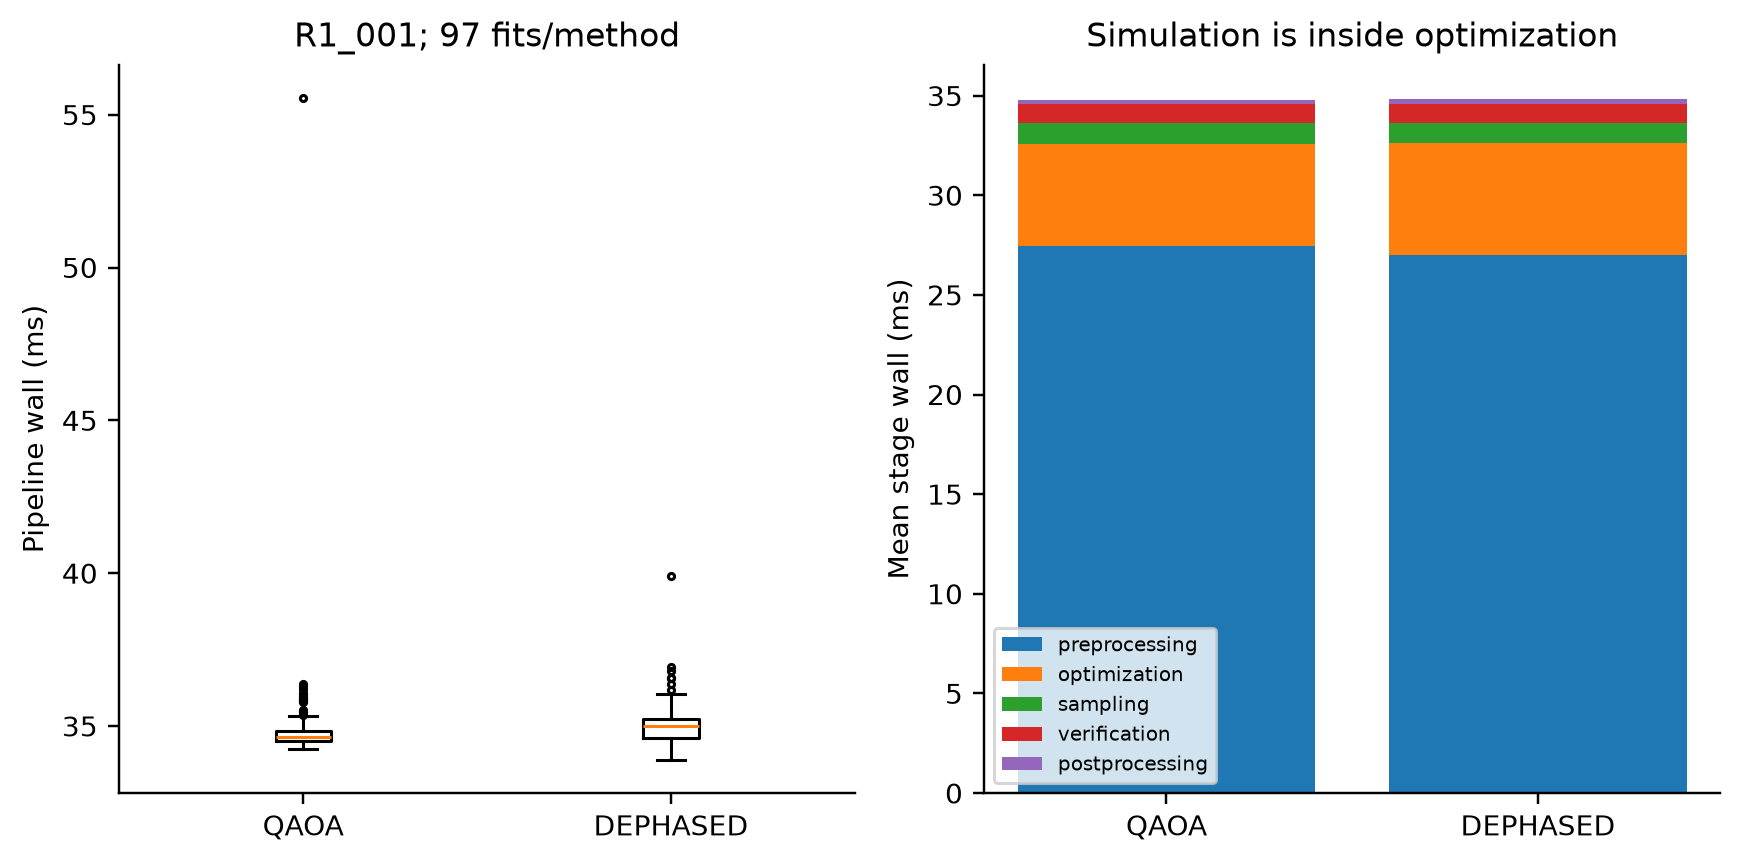 R1_001; 97 fits/method
Pipeline wall (ms)
55
50
45
40
35
QAOA
DEPHASED
Simulation is inside optimization
Mean stage wall (ms)
35
30
25
20
15
10
5
0
preprocessing
optimization
sampling
verification
postprocessing
QAOA
DEPHASED